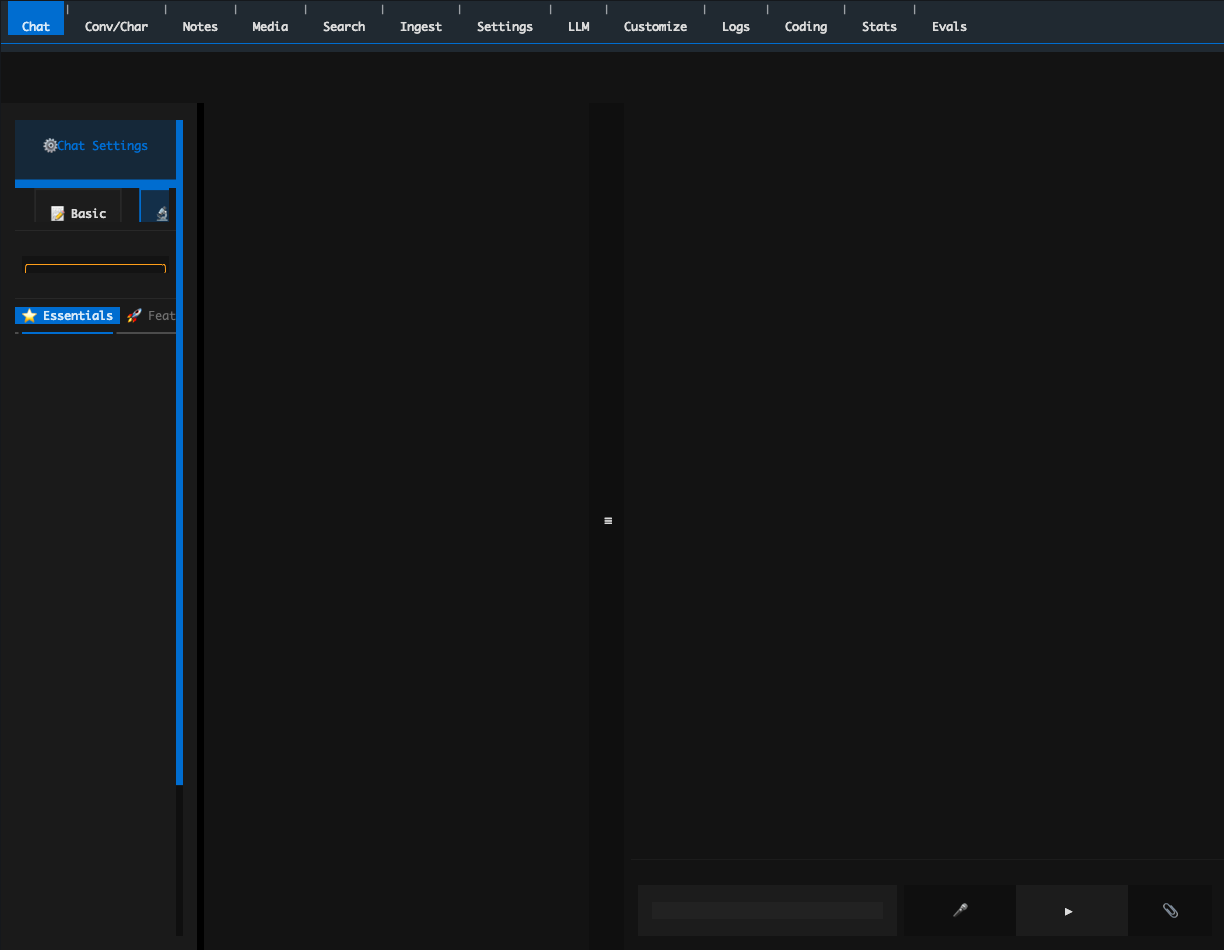 Chat Conv/Char Notes Media Search Ingest Settings LLM Customize Logs Coding Stats Evals
Chat Settings
Basic
Essentials Feat